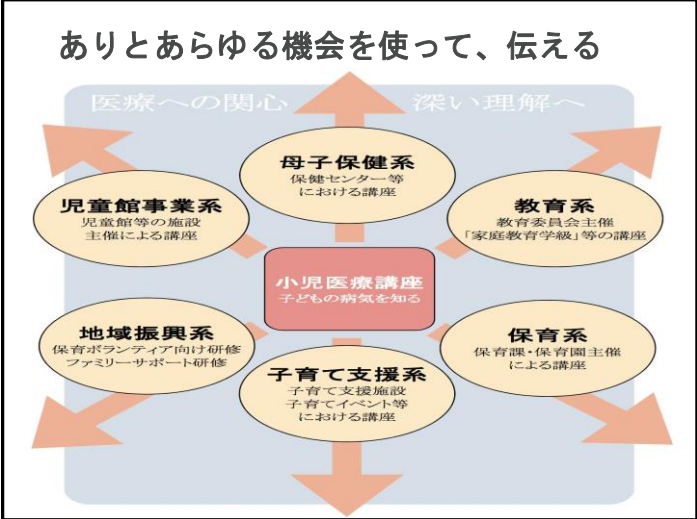 ありとあらゆる機会を使って、伝える
医療への関心 深い理解へ
母子保健系
保健センター等
における講座
児童館事業系
児童館等の施設
主催による講座
教育系
教育委員会主催
「家庭教育学級」等の講座
小児医療講座
子どもの病気を知る
地域振興系
保育ボランティア向け研修
ファミリーサポート研修
保育系
保育課・保育園主催
による講座
子育て支援系
子育て支援施設
子育てイベント等
における講座